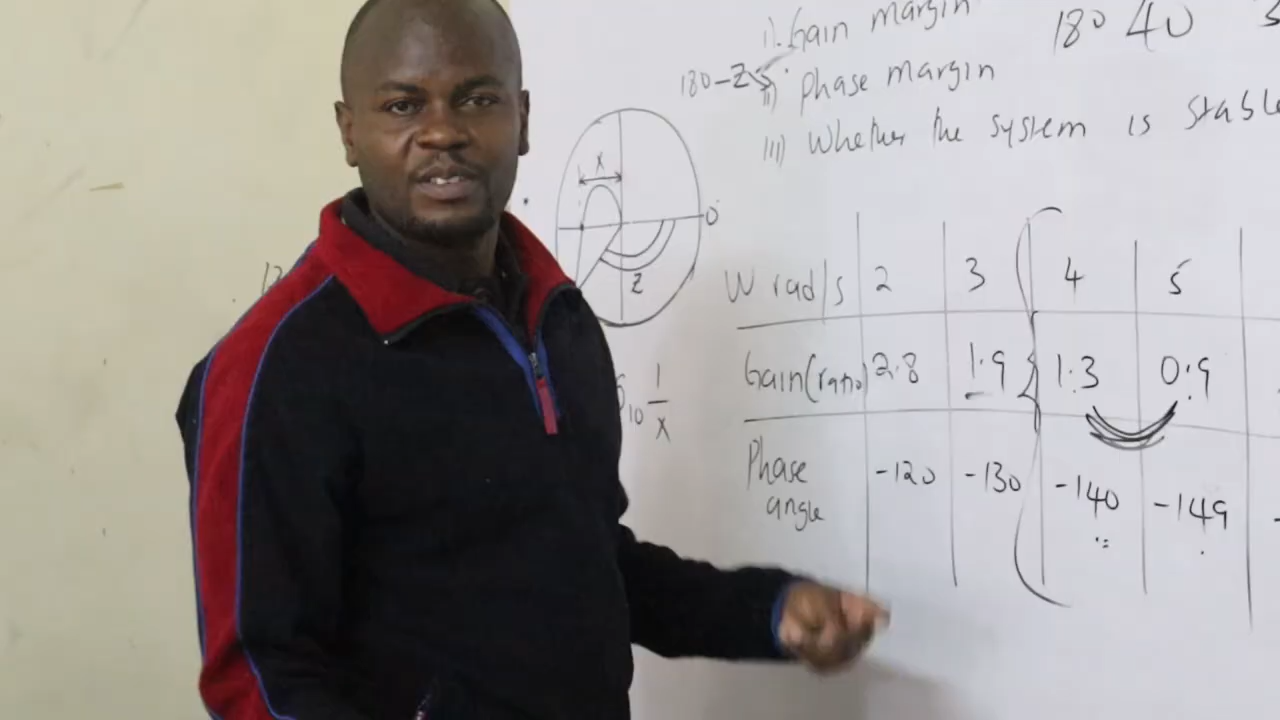 i). Gain margin
180 40
180-Z
ii) Phase margin
iii) Whether the system is stable
x
0
Z
W rad/s 2 3 4 5
Gain(ratio) 2.8 1.9 1.3 0.9
10 1/x
Phase angle -120 -130 -140 -149